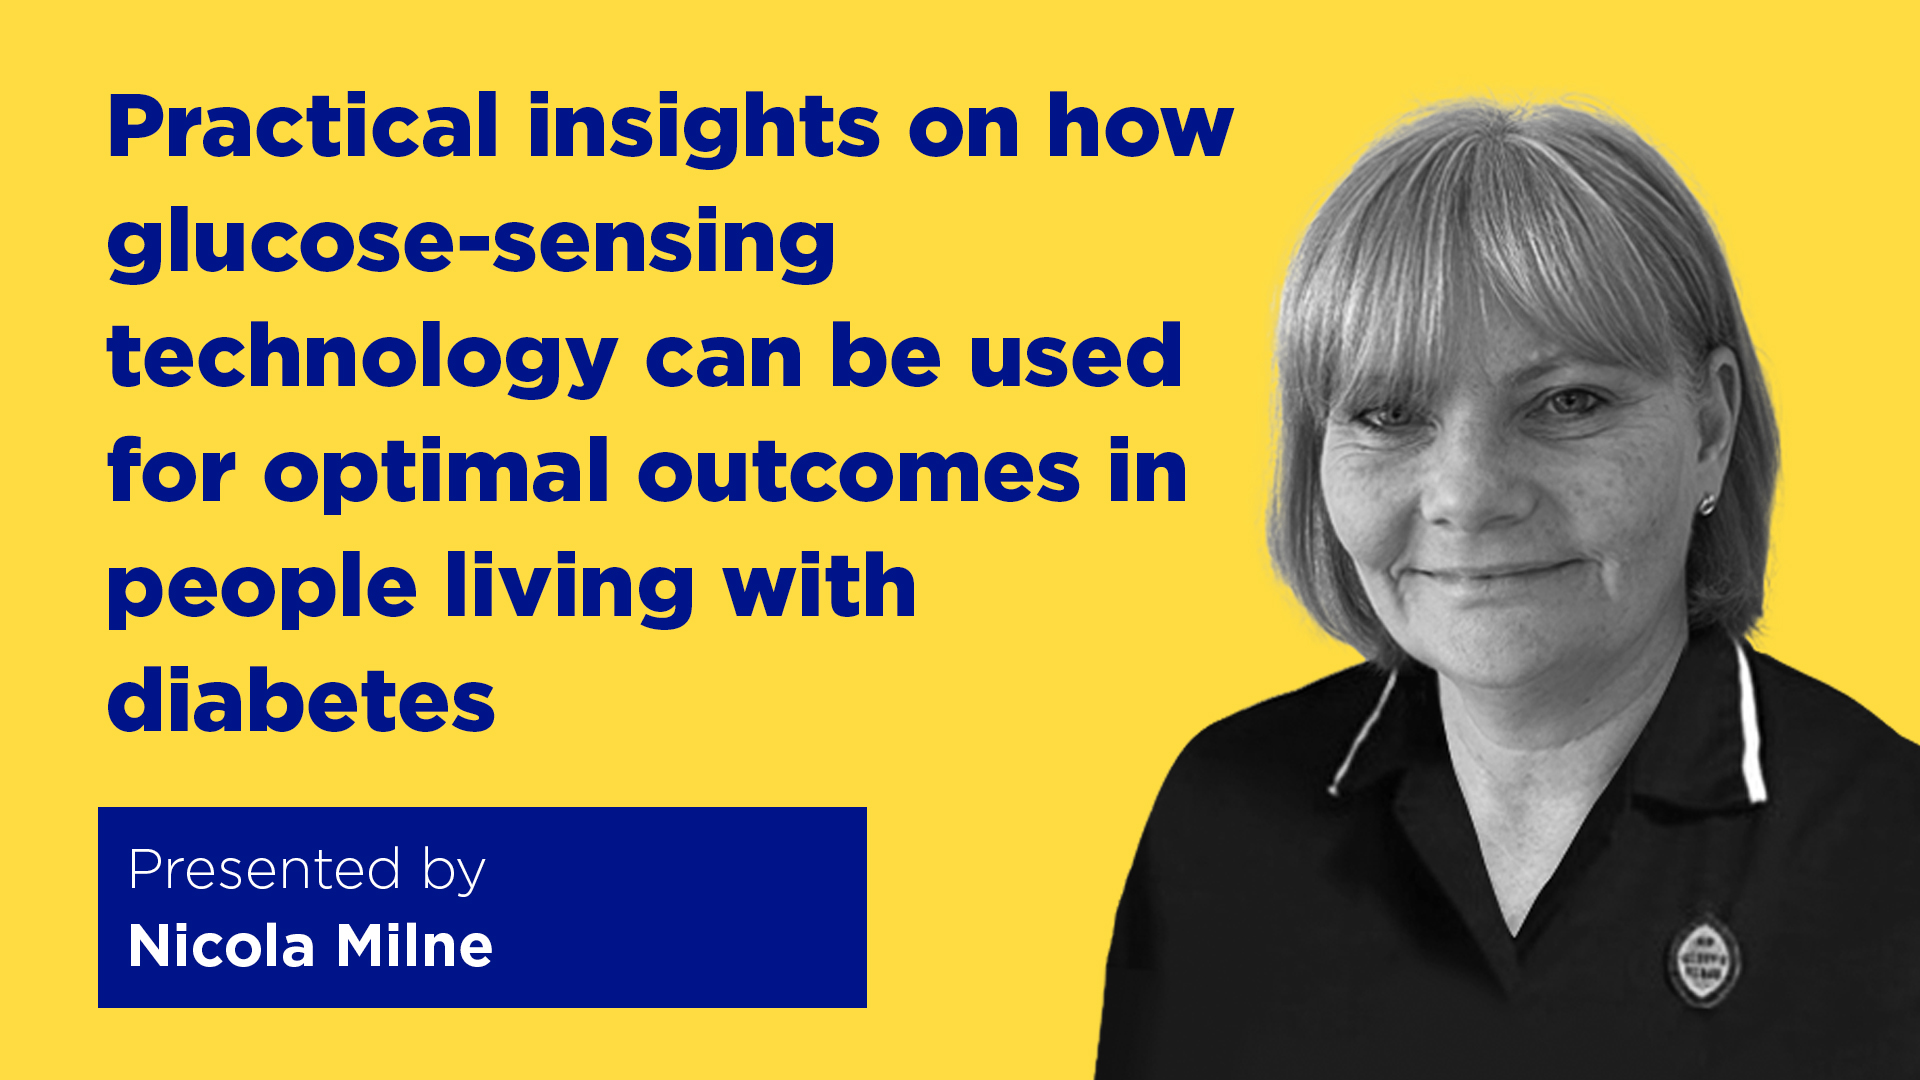 Practical insights on how
glucose-sensing
technology can be used
for optimal outcomes in
people living with
diabetes
Presented by
Nicola Milne